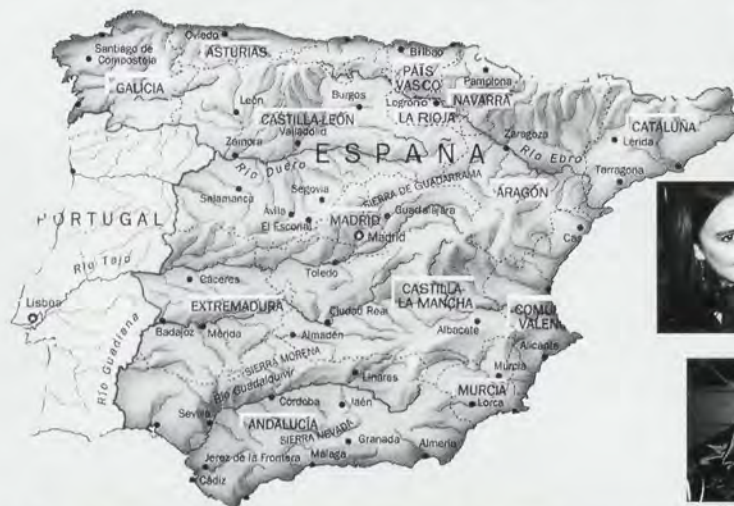 Oviedo
Santiago de
Compostela
ASTURIAS
Bilbao
GALICIA
PAÍS
VASCO
Pamplona
León
Burgos
Logroño
NAVARRA
CASTILLA-LEÓN
LA RIOJA
Valladolid
Zamora
Zaragoza
CATALUÑA
Lérida
Río Duero
ESPAÑA
Río Ebro
Tarragona
Salamanca
Segovia
SIERRA DE GUADARRAMA
ARAGÓN
Ávila
MADRID
Guadalajara
PORTUGAL
El Escorial
Madrid
Cas
Río Tajo
Toledo
Cáceres
CASTILLA-
LA MANCHA
Lisboa
EXTREMADURA
Ciudad Real
COMU
VALEN
Badajoz
Mérida
Almadén
Albacete
Alicante
Río Guadiana
SIERRA MORENA
Río Guadalquivir
Linares
Murcia
MURCIA
Sevilla
Córdoba
Jaén
Lorca
ANDALUCÍA
SIERRA NEVADA
Granada
Almería
Jerez de la Frontera
Málaga
Cádiz